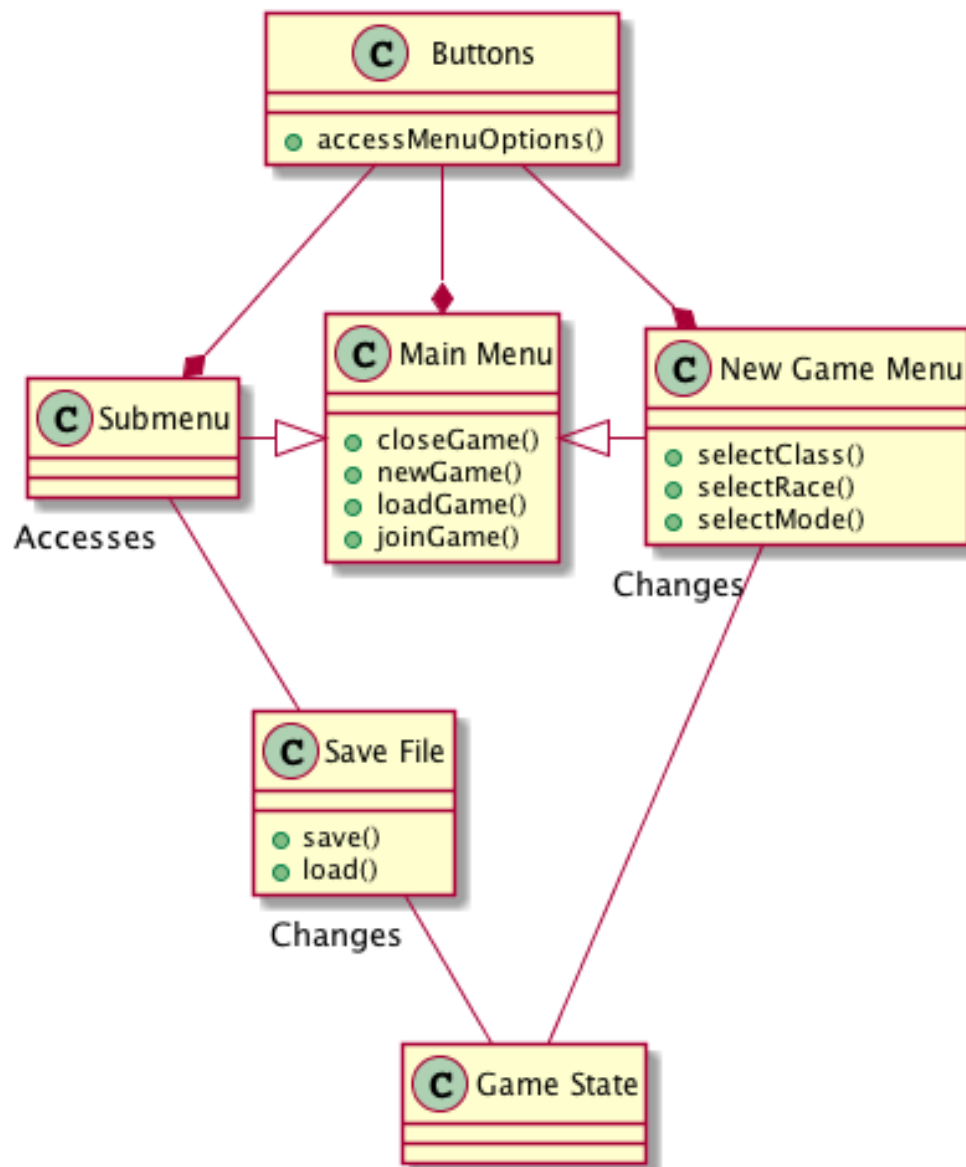 C Buttons
accessMenuOptions()
C Main Menu
closeGame()
newGame()
loadGame()
joinGame()
C New Game Menu
selectClass()
selectRace()
selectMode()
C Submenu
Accesses
Changes
C Save File
save()
load()
Changes
C Game State